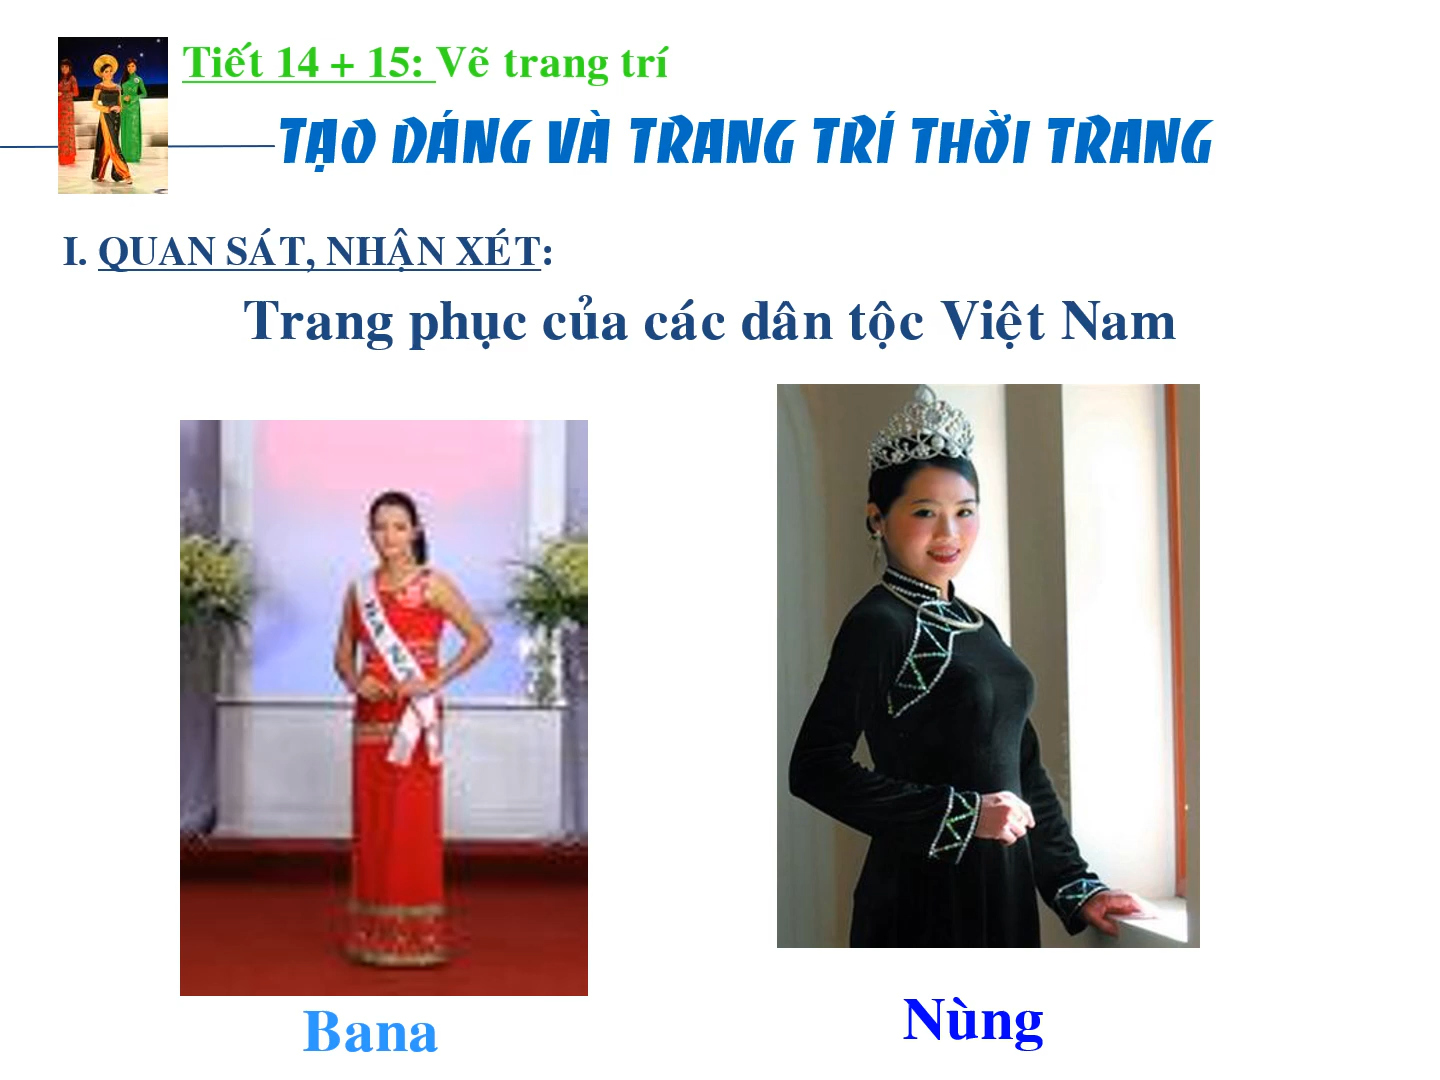 Tiết 14 + 15: Vẽ trang trí
TẠO DÁNG VÀ TRANG TRÍ THỜI TRANG
I. QUAN SÁT, NHẬN XÉT:
Trang phục của các dân tộc Việt Nam
Bana
Nùng